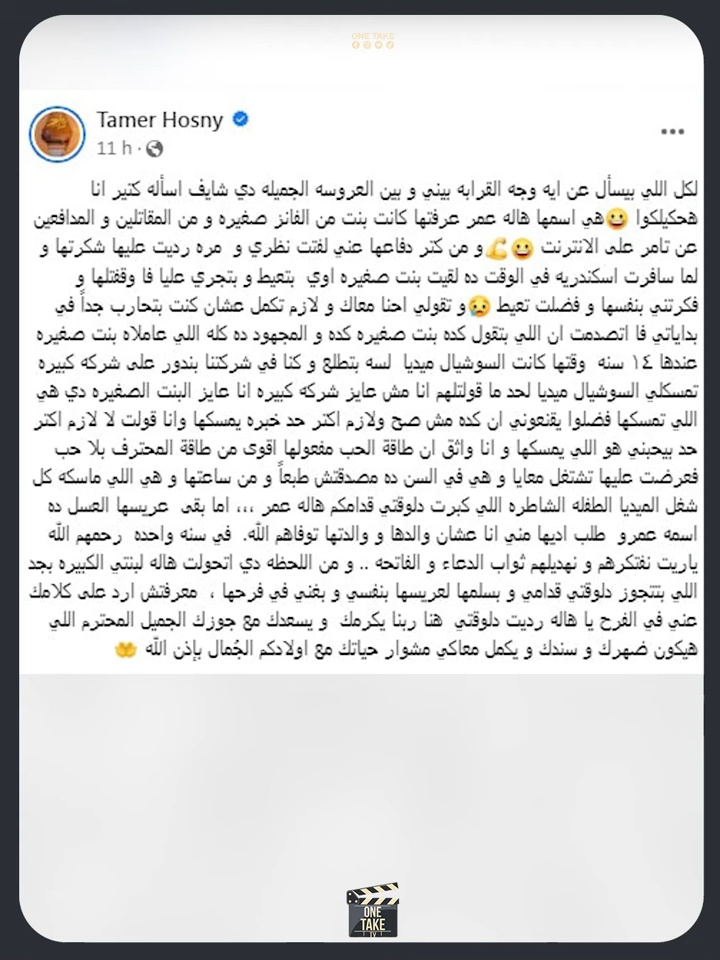 ONE TAKE
Tamer Hosny
11 h ·
لكل اللي بيسأل عن ايه وجه القرابه بيني و بين العروسه الجميله دي شايف اسأله كتير انا
هحكيلكوا 😀هي اسمها هاله عمر عرفتها كانت بنت من الفانز صغيره و من المقاتلين و المدافعين
عن تامر على الانترنت 😀💪و من كتر دفاعها عني لفتت نظري و مره رديت عليها شكرتها و
لما سافرت اسكندريه في الوقت ده لقيت بنت صغيره اوي بتعيط و بتجري عليا فا وقفتلها و
فكرتني بنفسها و فضلت تعيط 😢و تقولي احنا معاك و لازم تكمل عشان كنت بتحارب جداً في
بداياتي فا اتصدمت ان اللي بتقول كده بنت صغيره كده و المجهود ده كله اللي عاملاه بنت صغيره
عندها ١٤ سنه وقتها كانت السوشيال ميديا لسه بتطلع و كنا في شركتنا بندور على شركه كبيره
تمسكلي السوشيال ميديا لحد ما قولتلهم انا مش عايز شركه كبيره انا عايز البنت الصغيره دي هي
اللي تمسكها فضلوا يقنعوني ان كده مش صح ولازم اكتر حد خبره يمسكها وانا قولت لا لازم اكتر
حد بيحبني هو اللي يمسكها و انا واثق ان طاقة الحب مفعولها اقوى من طاقة المحترف بلا حب
فعرضت عليها تشتغل معايا و هي في السن ده مصدقتش طبعاً و من ساعتها و هي اللي ماسكه كل
شغل الميديا الطفله الشاطره اللي كبرت دلوقتي قدامكم هاله عمر ،،، اما بقى عريسها العسل ده
اسمه عمرو طلب اديها مني انا عشان والدها و والدتها توفاهم الله. في سنه واحده رحمهم الله
ياريت نفتكرهم و نهديلهم ثواب الدعاء و الفاتحه .. و من اللحظه دي اتحولت هاله لبنتي الكبيره بجد
اللي بتتجوز دلوقتي قدامي و بسلمها لعريسها بنفسي و بغني في فرحها ، معرفتش ارد على كلامك
عني في الفرح يا هاله رديت دلوقتي هنا ربنا يكرمك و يسعدك مع جوزك الجميل المحترم اللي
هيكون ضهرك و سندك و يكمل معاكي مشوار حياتك مع اولادكم الجُمال بإذن الله 🤲
ONE
TAKE
TV